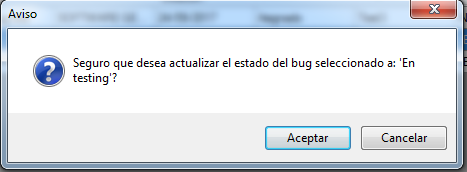 Aviso
Seguro que desea actualizar el estado del bug seleccionado a: 'En
testing'?
Aceptar
Cancelar